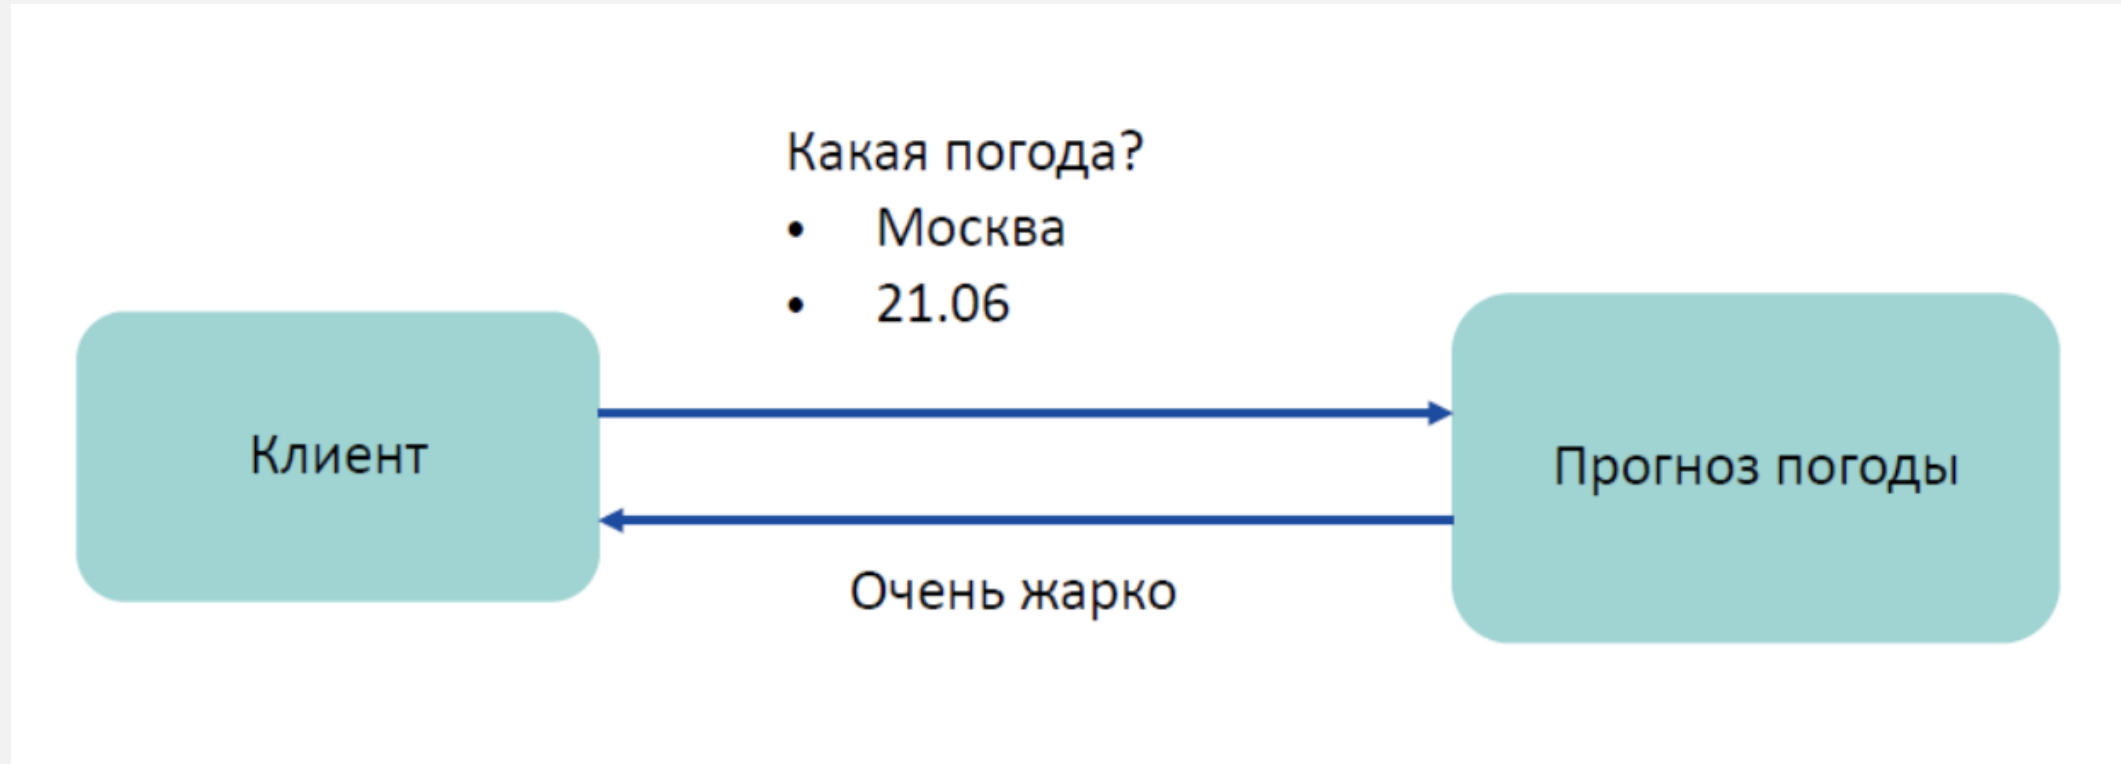 Какая погода?
• Москва
• 21.06
Клиент
Прогноз погоды
Очень жарко